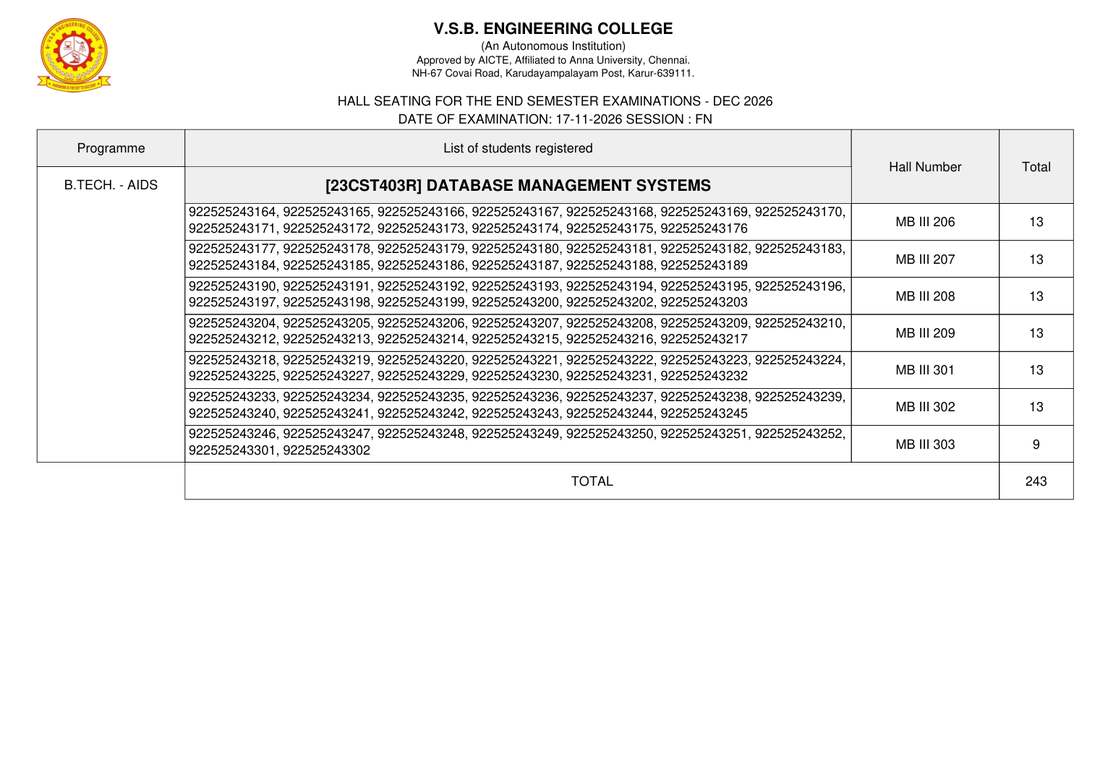 V.S.B. ENGINEERING COLLEGE
(An Autonomous Institution)
Approved by AICTE, Affiliated to Anna University, Chennai.
NH-67 Covai Road, Karudayampalayam Post, Karur-639111.
HALL SEATING FOR THE END SEMESTER EXAMINATIONS - DEC 2026
DATE OF EXAMINATION: 17-11-2026 SESSION : FN
Programme
List of students registered
Hall Number
Total
B.TECH. - AIDS
[23CST403R] DATABASE MANAGEMENT SYSTEMS
922525243164, 922525243165, 922525243166, 922525243167, 922525243168, 922525243169, 922525243170,
922525243171, 922525243172, 922525243173, 922525243174, 922525243175, 922525243176
MB III 206
13
922525243177, 922525243178, 922525243179, 922525243180, 922525243181, 922525243182, 922525243183,
922525243184, 922525243185, 922525243186, 922525243187, 922525243188, 922525243189
MB III 207
13
922525243190, 922525243191, 922525243192, 922525243193, 922525243194, 922525243195, 922525243196,
922525243197, 922525243198, 922525243199, 922525243200, 922525243202, 922525243203
MB III 208
13
922525243204, 922525243205, 922525243206, 922525243207, 922525243208, 922525243209, 922525243210,
922525243212, 922525243213, 922525243214, 922525243215, 922525243216, 922525243217
MB III 209
13
922525243218, 922525243219, 922525243220, 922525243221, 922525243222, 922525243223, 922525243224,
922525243225, 922525243227, 922525243229, 922525243230, 922525243231, 922525243232
MB III 301
13
922525243233, 922525243234, 922525243235, 922525243236, 922525243237, 922525243238, 922525243239,
922525243240, 922525243241, 922525243242, 922525243243, 922525243244, 922525243245
MB III 302
13
922525243246, 922525243247, 922525243248, 922525243249, 922525243250, 922525243251, 922525243252,
922525243301, 922525243302
MB III 303
9
TOTAL
243